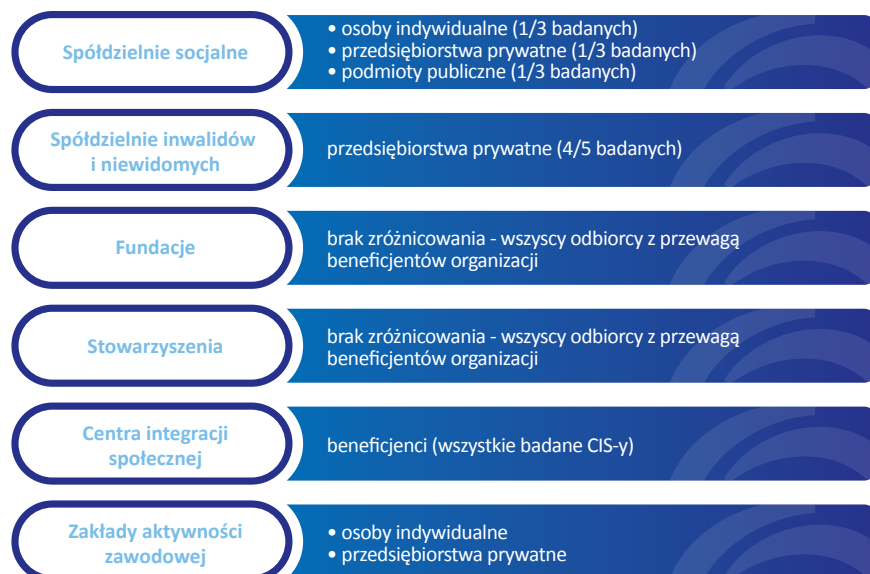 Spółdzielnie socjalne
• osoby indywidualne (1/3 badanych)
• przedsiębiorstwa prywatne (1/3 badanych)
• podmioty publiczne (1/3 badanych)
Spółdzielnie inwalidów
i niewidomych
przedsiębiorstwa prywatne (4/5 badanych)
Fundacje
brak zróżnicowania - wszyscy odbiorcy z przewagą
beneficjentów organizacji
Stowarzyszenia
brak zróżnicowania - wszyscy odbiorcy z przewagą
beneficjentów organizacji
Centra integracji
społecznej
beneficjenci (wszystkie badane CIS-y)
Zakłady aktywności
zawodowej
• osoby indywidualne
• przedsiębiorstwa prywatne